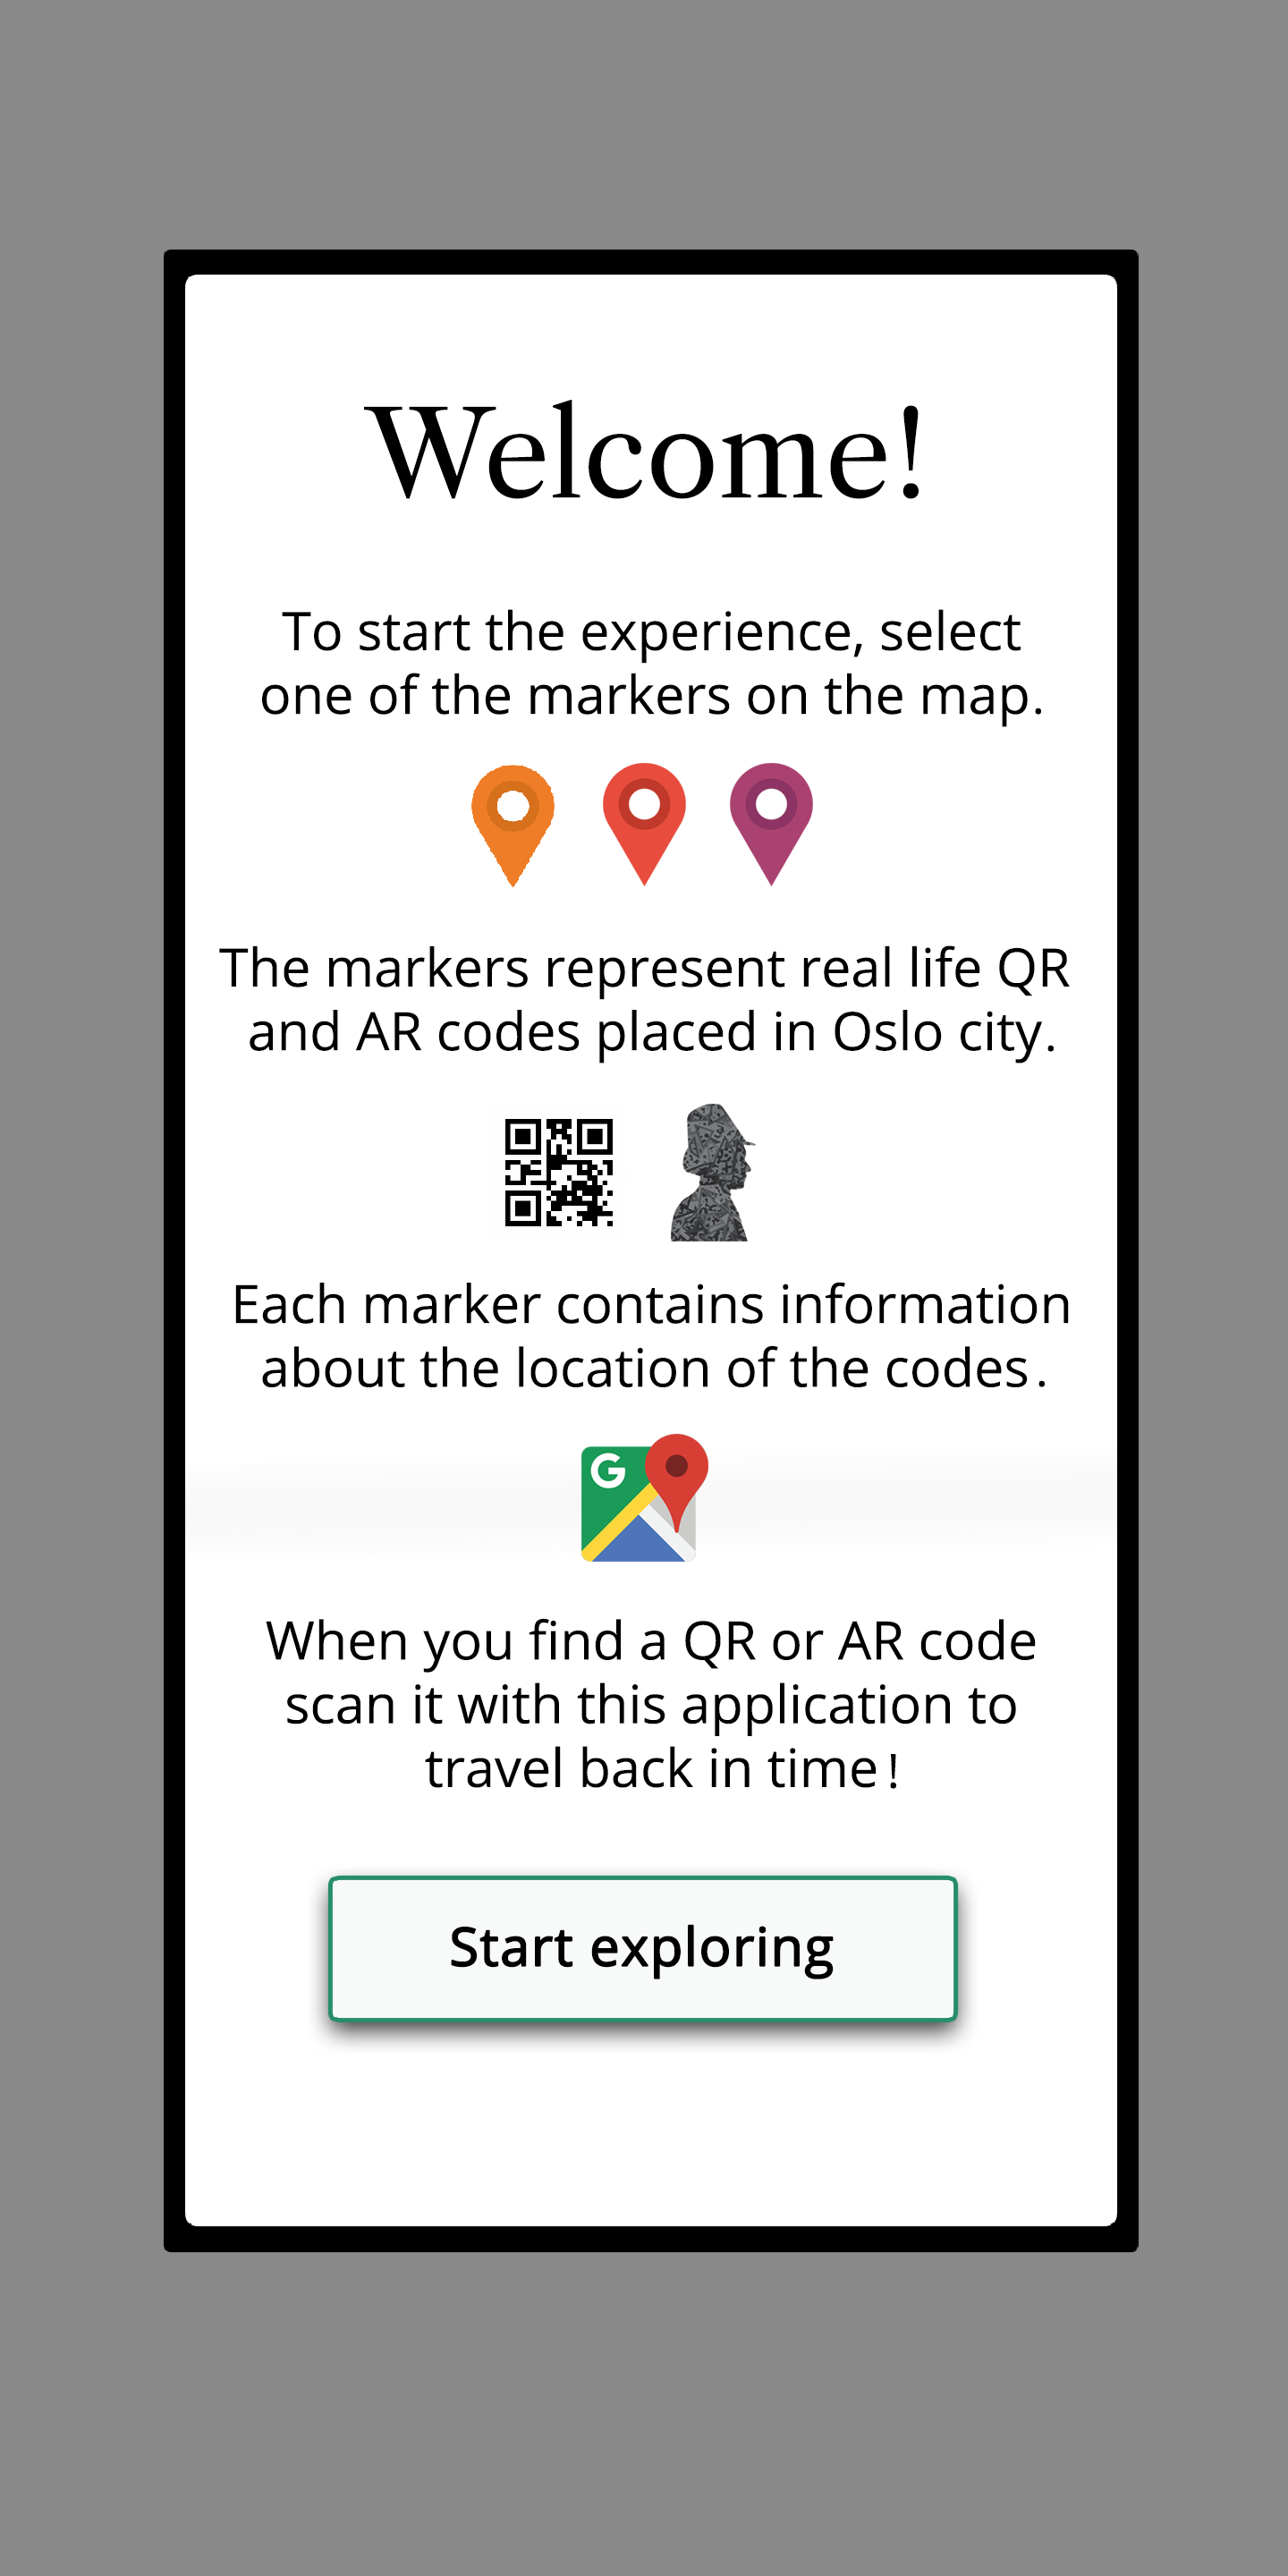 Welcome!
To start the experience, select
one of the markers on the map.
The markers represent real life QR
and AR codes placed in Oslo city.
Each marker contains information
about the location of the codes.
G
When you find a QR or AR code
scan it with this application to
travel back in time!
Start exploring